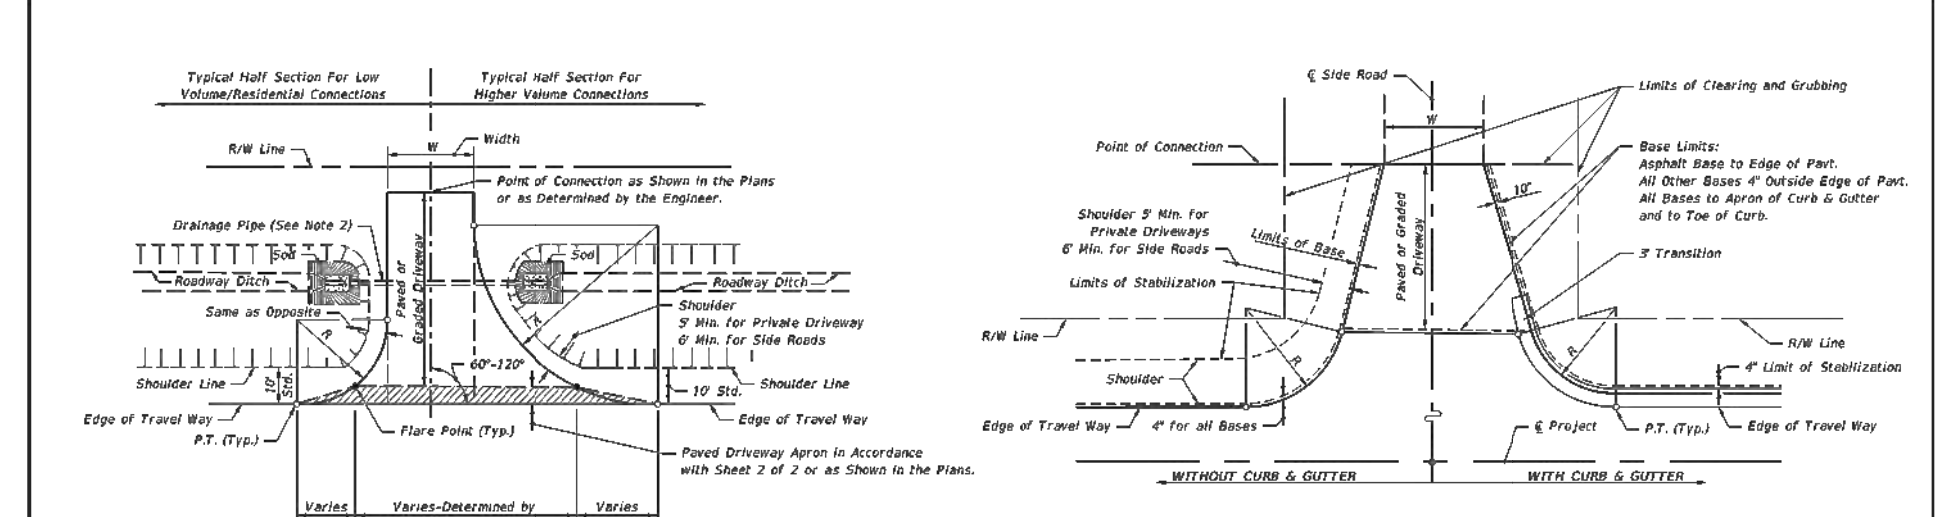 Typical Half Section For Low
Volume/Residential Connections
Typical Half Section For
Higher Volume Connections
R/W Line
W
Width
Point of Connection as Shown in the Plans
or as Determined by the Engineer.
Drainage Pipe (See Note 2)
Sod
Sod
Paved or
Graded Driveway
Roadway Ditch
Roadway Ditch
Same as Opposite
R
R
Shoulder
5' Min. for Private Driveway
6' Min. for Side Roads
60°-120°
Shoulder Line
10'
Std.
10' Std.
Shoulder Line
Edge of Travel Way
Edge of Travel Way
P.T. (Typ.)
Flare Point (Typ.)
Paved Driveway Apron in Accordance
with Sheet 2 of 2 or as Shown in the Plans.
Varies
Varies-Determined by
Varies
℄ Side Road
Limits of Clearing and Grubbing
W
Point of Connection
Base Limits:
Asphalt Base to Edge of Pavt.
All Other Bases 4" Outside Edge of Pavt.
All Bases to Apron of Curb & Gutter
and to Toe of Curb.
10"
Shoulder 5' Min. for
Private Driveways
6' Min. for Side Roads
Limits of Base
Paved or Graded
Driveway
3' Transition
Limits of Stabilization
R/W Line
R/W Line
R
R
Shoulder
4" Limit of Stabilization
Edge of Travel Way
4" for all Bases
℄ Project
P.T. (Typ.)
Edge of Travel Way
WITHOUT CURB & GUTTER
WITH CURB & GUTTER